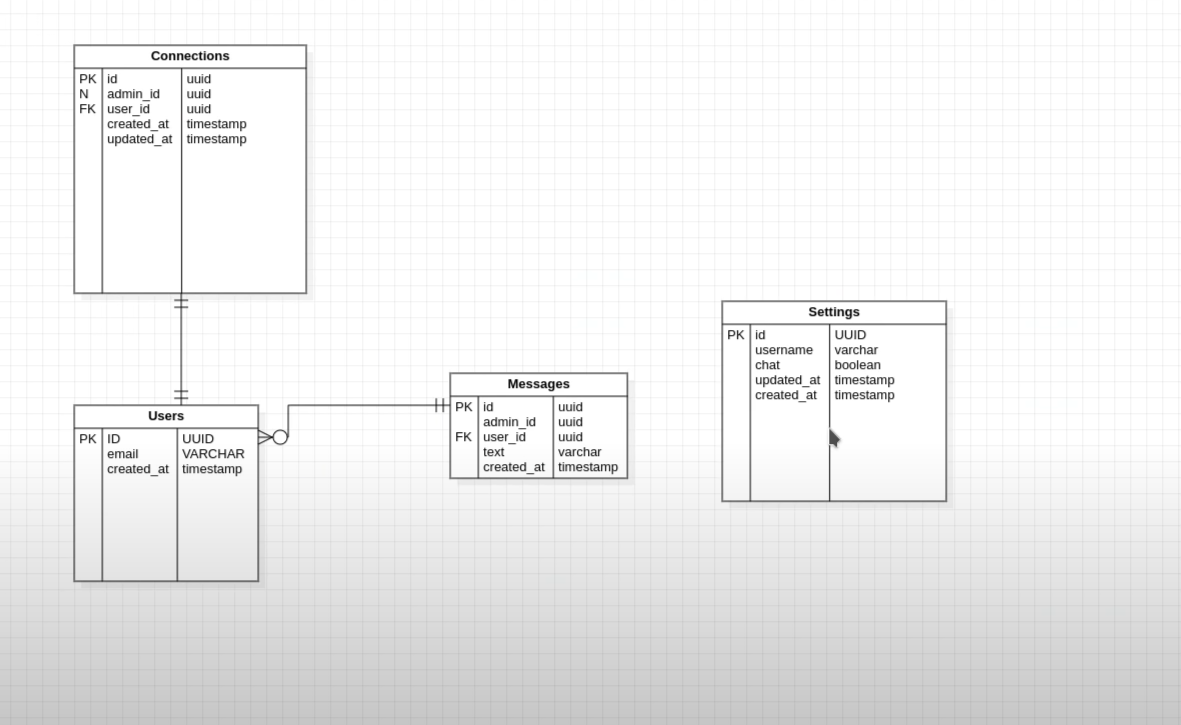 Connections
PK id uuid
N admin_id uuid
FK user_id uuid
created_at timestamp
updated_at timestamp
Settings
PK id UUID
username varchar
chat boolean
updated_at timestamp
created_at timestamp
Messages
PK id uuid
admin_id uuid
FK user_id uuid
text varchar
created_at timestamp
Users
PK ID UUID
email VARCHAR
created_at timestamp